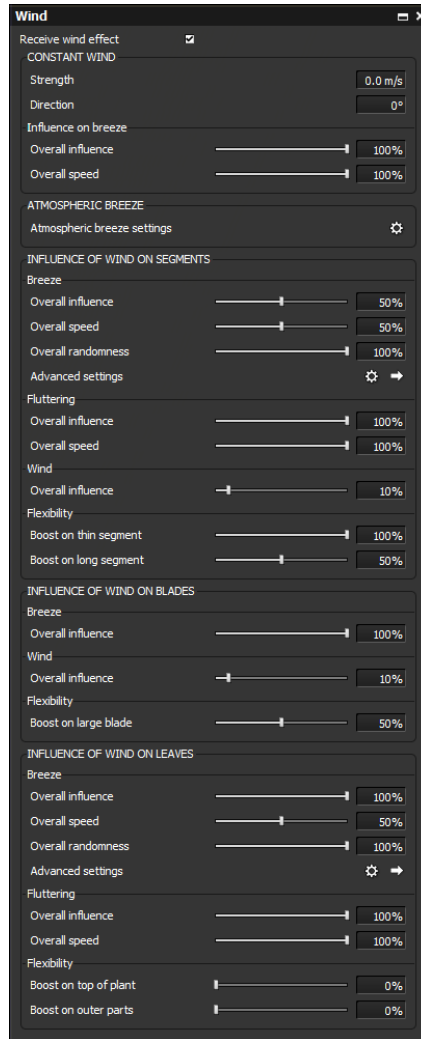 Wind
Receive wind effect
CONSTANT WIND
Strength 0.0 m/s
Direction 0°
Influence on breeze
Overall influence 100%
Overall speed 100%
ATMOSPHERIC BREEZE
Atmospheric breeze settings
INFLUENCE OF WIND ON SEGMENTS
Breeze
Overall influence 50%
Overall speed 50%
Overall randomness 100%
Advanced settings
Fluttering
Overall influence 100%
Overall speed 100%
Wind
Overall influence 10%
Flexibility
Boost on thin segment 100%
Boost on long segment 50%
INFLUENCE OF WIND ON BLADES
Breeze
Overall influence 100%
Wind
Overall influence 10%
Flexibility
Boost on large blade 50%
INFLUENCE OF WIND ON LEAVES
Breeze
Overall influence 100%
Overall speed 50%
Overall randomness 100%
Advanced settings
Fluttering
Overall influence 100%
Overall speed 100%
Flexibility
Boost on top of plant 0%
Boost on outer parts 0%